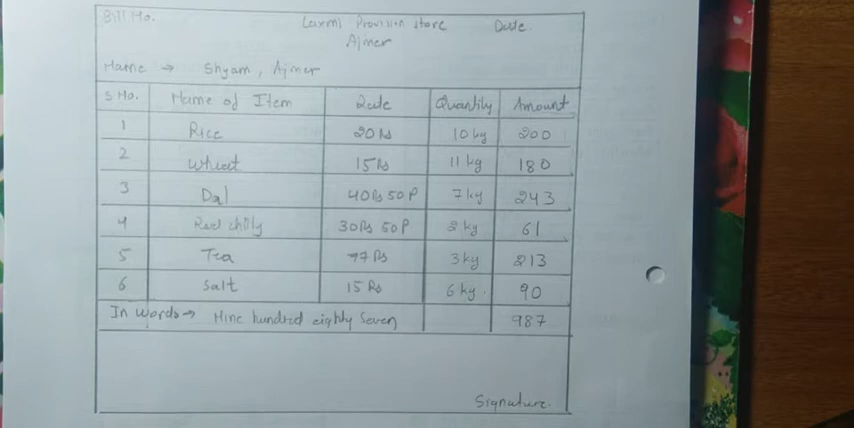 Bill No. Laxmi Provision Store Date.
Ajmer
Name → Shyam, Ajmer
S No. Name of Item Rate Quantity Amount
1 Rice 20 Rs 10 kg 200
2 Wheat 15 Rs 11 kg 180
3 Dal 40 Rs 50 P 7 kg 243
4 Red chilly 30 Rs 50 P 2 kg 61
5 Tea Rs 3 kg 213
6 Salt 15 Rs 6 kg. 90
In Words → Nine hundred eighty Seven 987
Signature.